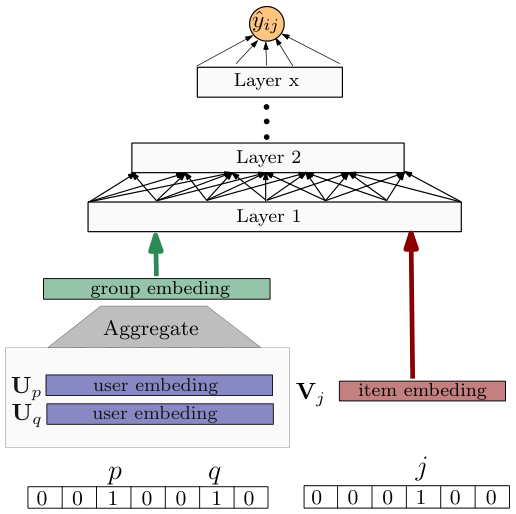 ŷij
Layer x
Layer 2
Layer 1
group embeding
Aggregate
Up user embeding
Vj item embeding
Uq user embeding
p q j
0 0 1 0 0 1 0
0 0 0 1 0 0